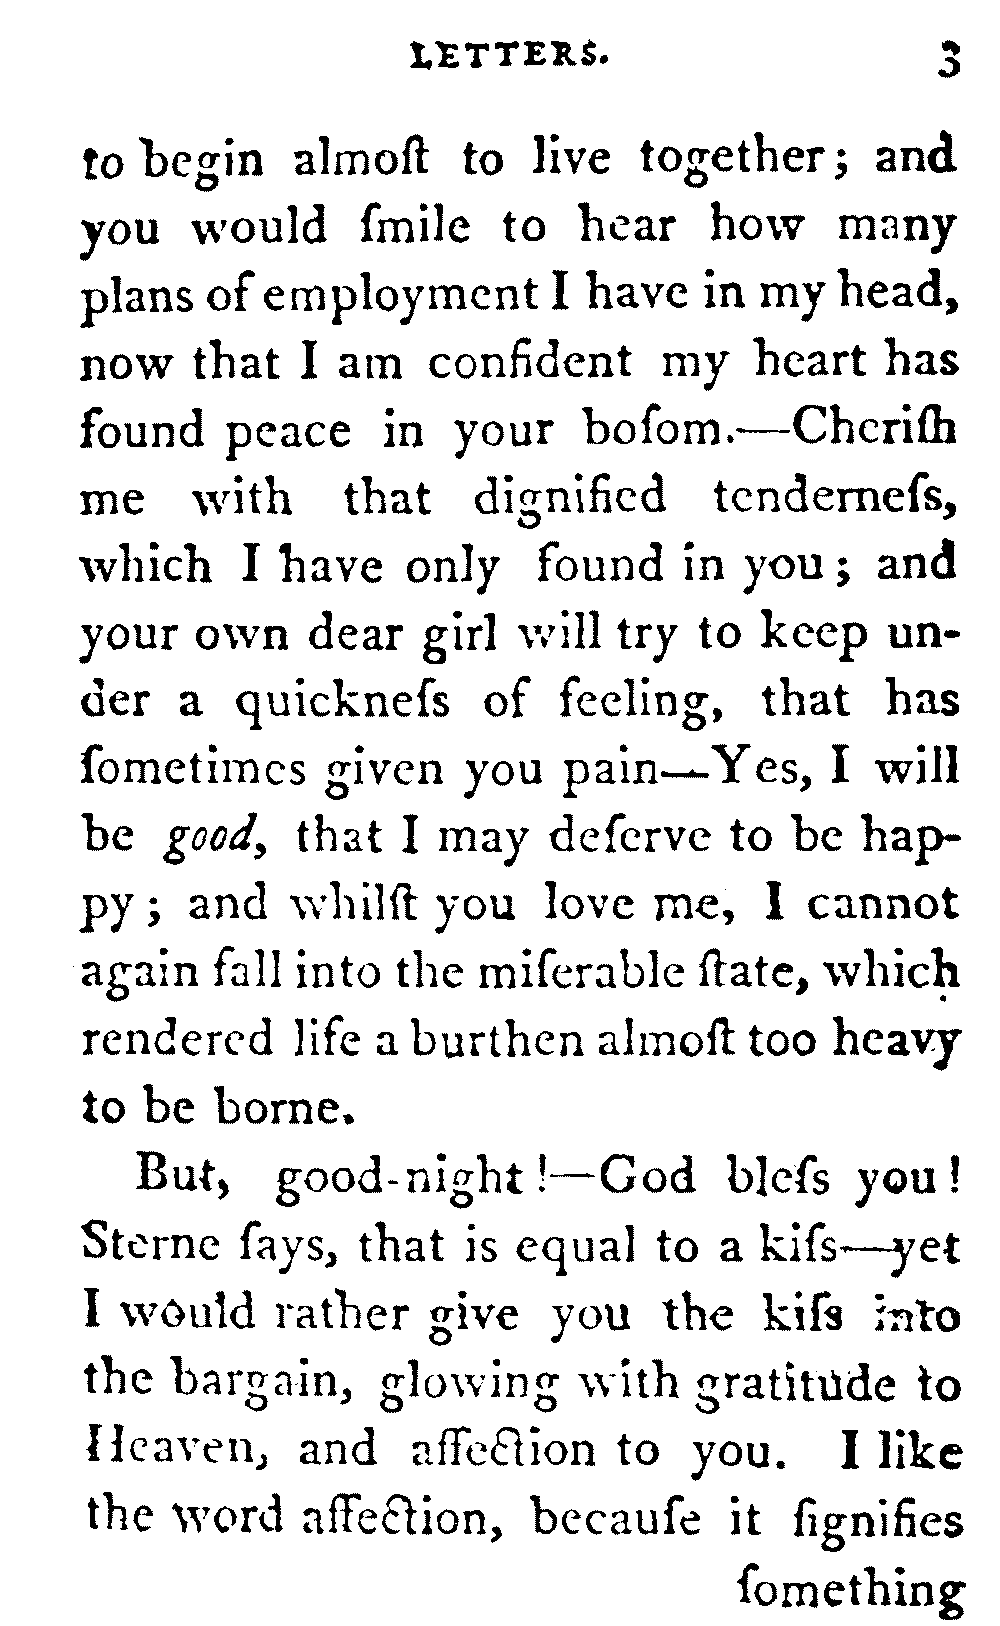 LETTERS. 3
to begin almoſt to live together; and
you would ſmile to hear how many
plans of employment I have in my head,
now that I am confident my heart has
found peace in your boſom.—Cheriſh
me with that dignified tenderneſs,
which I have only found in you; and
your own dear girl will try to keep un-
der a quickneſs of feeling, that has
ſometimes given you pain—Yes, I will
be good, that I may deſerve to be hap-
py; and whilſt you love me, I cannot
again fall into the miſerable ſtate, which
rendered life a burthen almoſt too heavy
to be borne.
But, good-night!—God bleſs you!
Sterne ſays, that is equal to a kiſs—yet
I would rather give you the kiſs into
the bargain, glowing with gratitude to
Heaven, and affection to you. I like
the word affection, becauſe it ſignifies
ſomething